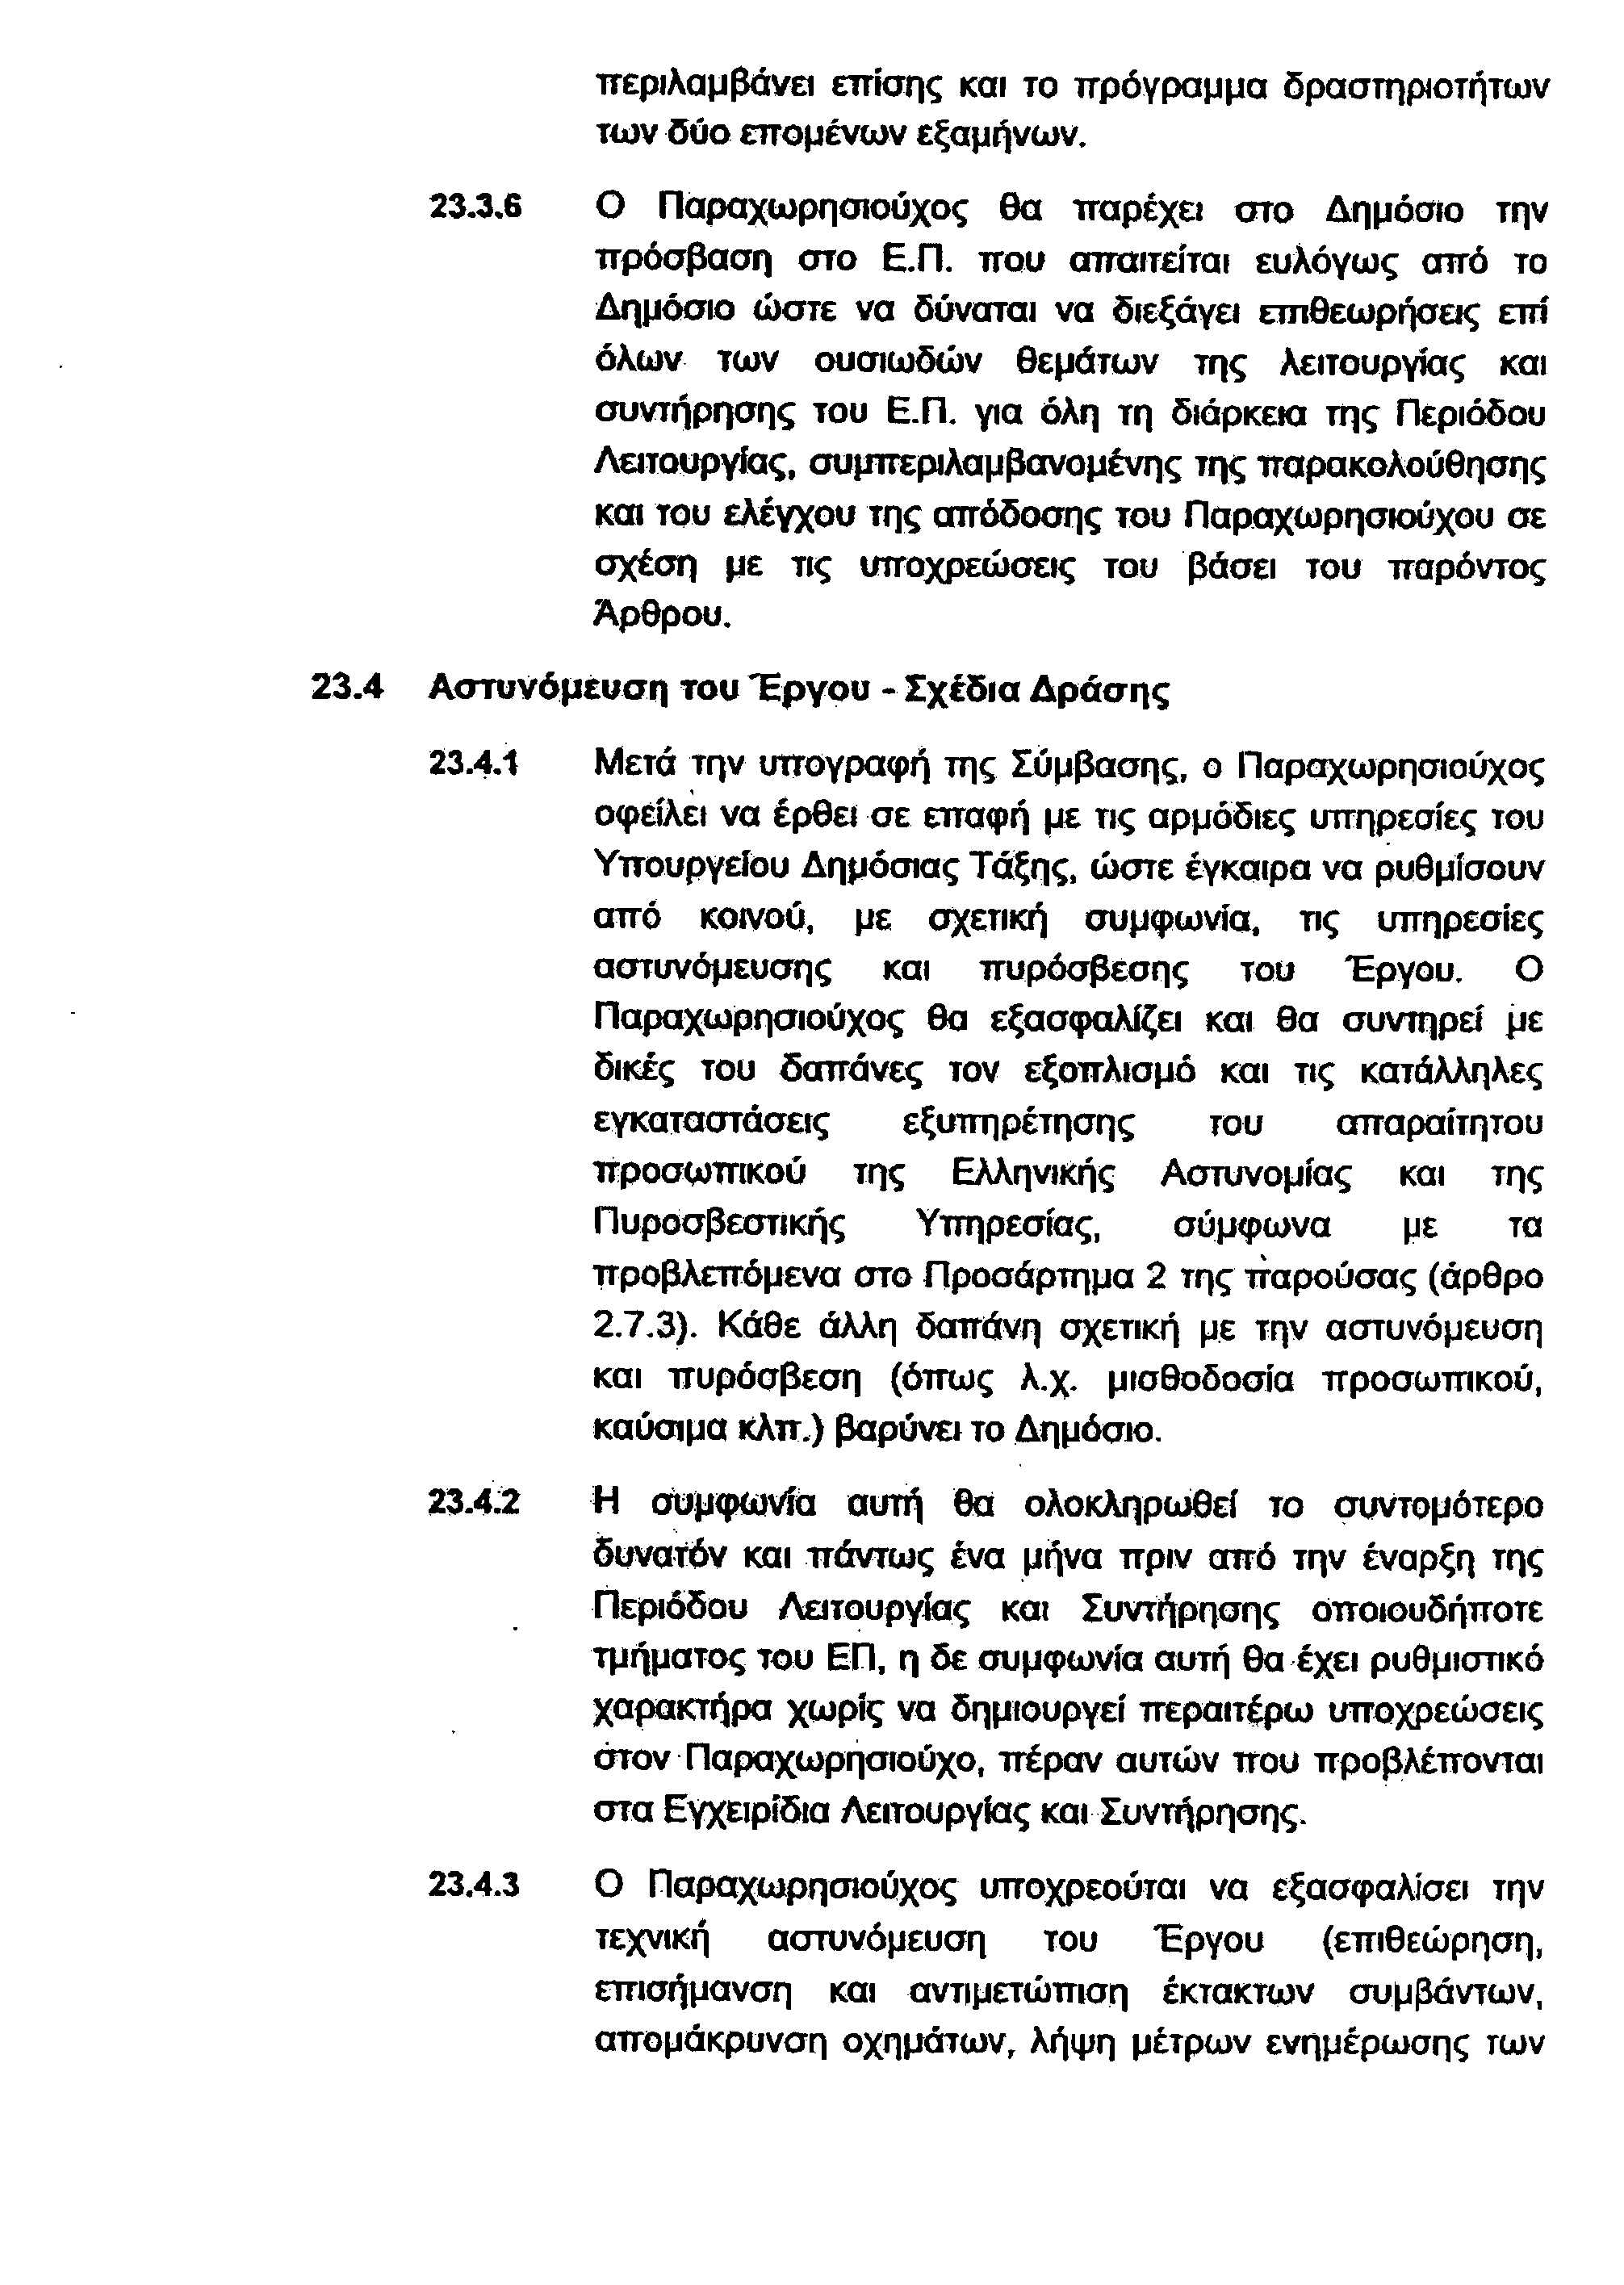 περιλαμβάνει επίσης και το πρόγραμμα δραστηριοτήτων
των δύο επομένων εξαμήνων.
23.3.6 Ο Παραχωρησιούχος θα παρέχει στο Δημόσιο την
πρόσβαση στο Ε.Π. που απαιτείται ευλόγως από το
Δημόσιο ώστε να δύναται να διεξάγει επιθεωρήσεις επί
όλων των ουσιωδών θεμάτων της λειτουργίας και
συντήρησης του Ε.Π. για όλη τη διάρκεια της Περιόδου
Λειτουργίας, συμπεριλαμβανομένης της παρακολούθησης
και του ελέγχου της απόδοσης του Παραχωρησιούχου σε
σχέση με τις υποχρεώσεις του βάσει του παρόντος
Άρθρου.
23.4 Αστυνόμευση του Έργου - Σχέδια Δράσης
23.4.1 Μετά την υπογραφή της Σύμβασης, ο Παραχωρησιούχος
οφείλει να έρθει σε επαφή με τις αρμόδιες υπηρεσίες του
Υπουργείου Δημόσιας Τάξης, ώστε έγκαιρα να ρυθμίσουν
από κοινού, με σχετική συμφωνία, τις υπηρεσίες
αστυνόμευσης και πυρόσβεσης του Έργου. Ο
Παραχωρησιούχος θα εξασφαλίζει και θα συντηρεί με
δικές του δαπάνες τον εξοπλισμό και τις κατάλληλες
εγκαταστάσεις εξυπηρέτησης του απαραίτητου
προσωπικού της Ελληνικής Αστυνομίας και της
Πυροσβεστικής Υπηρεσίας, σύμφωνα με τα
προβλεπόμενα στο Προσάρτημα 2 της παρούσας (άρθρο
2.7.3). Κάθε άλλη δαπάνη σχετική με την αστυνόμευση
και πυρόσβεση (όπως λ.χ. μισθοδοσία προσωπικού,
καύσιμα κλπ.) βαρύνει το Δημόσιο.
23.4.2 Η συμφωνία αυτή θα ολοκληρωθεί το συντομότερο
δυνατόν και πάντως ένα μήνα πριν από την έναρξη της
Περιόδου Λειτουργίας και Συντήρησης οποιουδήποτε
τμήματος του ΕΠ, η δε συμφωνία αυτή θα έχει ρυθμιστικό
χαρακτήρα χωρίς να δημιουργεί περαιτέρω υποχρεώσεις
στον Παραχωρησιούχο, πέραν αυτών που προβλέπονται
στα Εγχειρίδια Λειτουργίας και Συντήρησης.
23.4.3 Ο Παραχωρησιούχος υποχρεούται να εξασφαλίσει την
τεχνική αστυνόμευση του Έργου (επιθεώρηση,
επισήμανση και αντιμετώπιση έκτακτων συμβάντων,
απομάκρυνση οχημάτων, λήψη μέτρων ενημέρωσης των